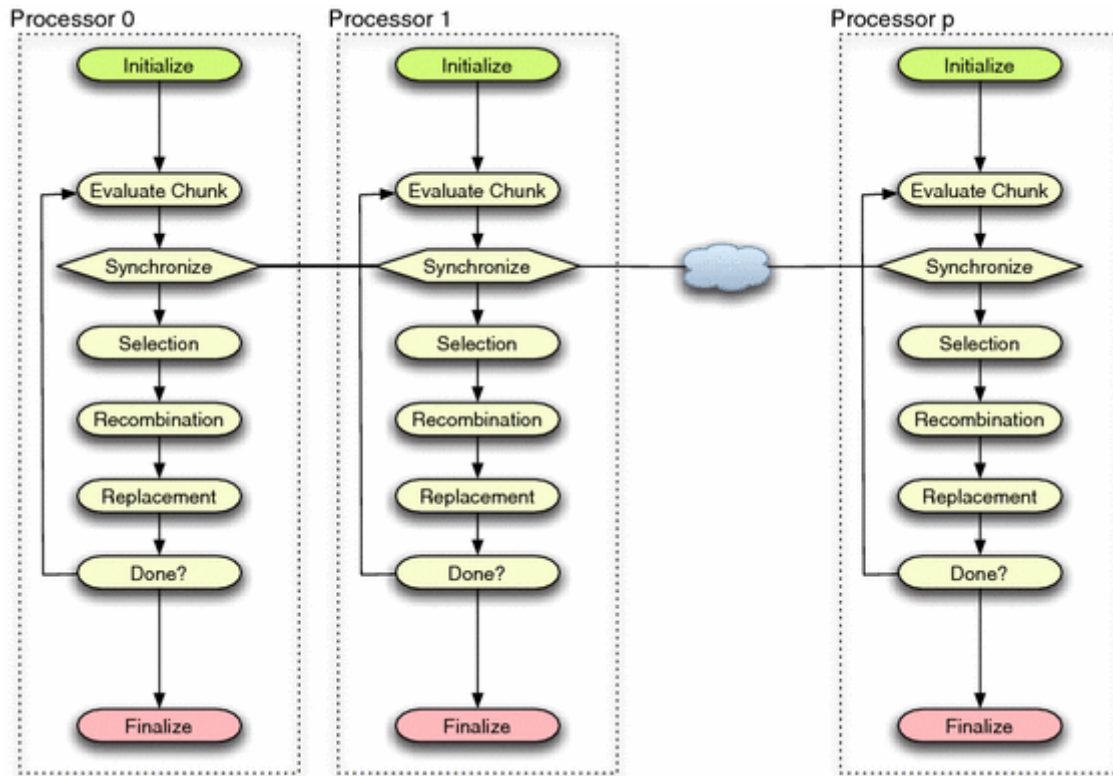 Processor 0
Initialize
Evaluate Chunk
Synchronize
Selection
Recombination
Replacement
Done?
Finalize
Processor 1
Initialize
Evaluate Chunk
Synchronize
Selection
Recombination
Replacement
Done?
Finalize
Processor p
Initialize
Evaluate Chunk
Synchronize
Selection
Recombination
Replacement
Done?
Finalize